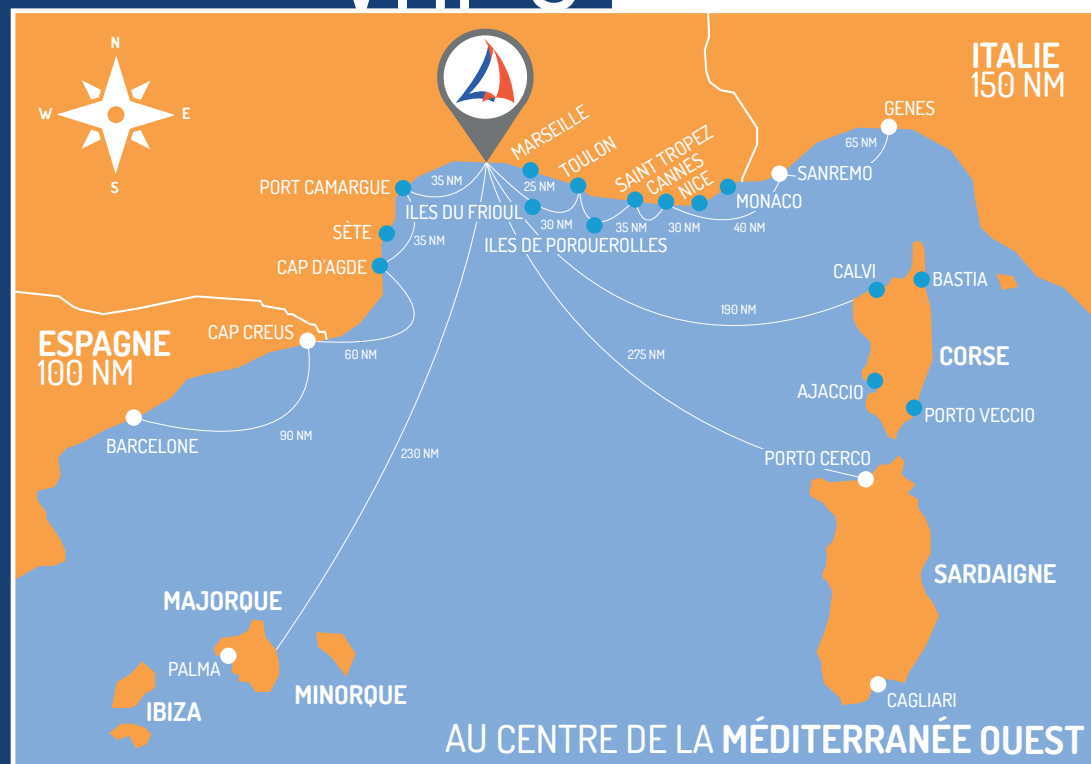 N
W
E
S
ITALIE
150 NM
GENES
65 NM
SANREMO
MARSEILLE
TOULON
SAINT TROPEZ
CANNES
NICE
MONACO
PORT CAMARGUE
35 NM
25 NM
ILES DU FRIOUL
30 NM
35 NM
30 NM
40 NM
SÈTE
35 NM
ILES DE PORQUEROLLES
CAP D'AGDE
CALVI
BASTIA
190 NM
ESPAGNE
100 NM
CAP CREUS
60 NM
275 NM
CORSE
AJACCIO
PORTO VECCIO
BARCELONE
90 NM
230 NM
PORTO CERCO
SARDAIGNE
MAJORQUE
PALMA
MINORQUE
IBIZA
CAGLIARI
AU CENTRE DE LA MÉDITERRANÉE OUEST